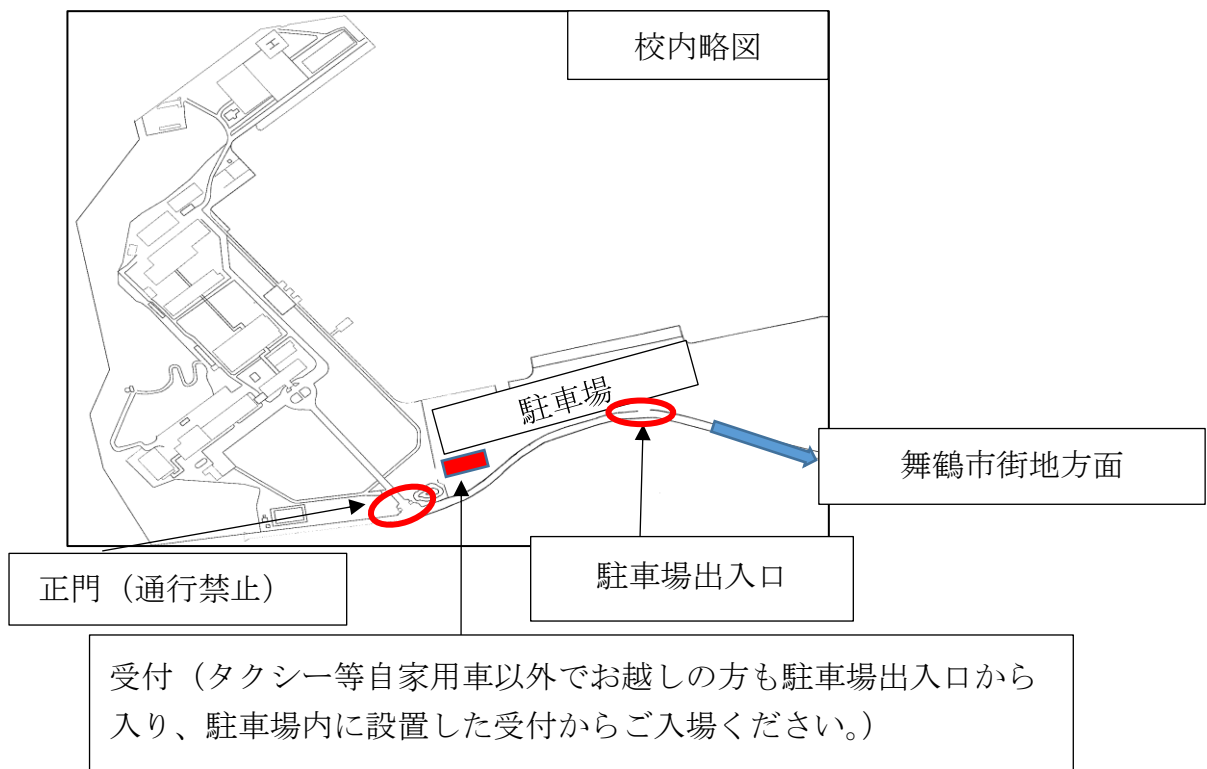 校内略図
駐車場
舞鶴市街地方面
駐車場出入口
正門（通行禁止）
受付（タクシー等自家用車以外でお越しの方も駐車場出入口から
入り、駐車場内に設置した受付からご入場ください。）